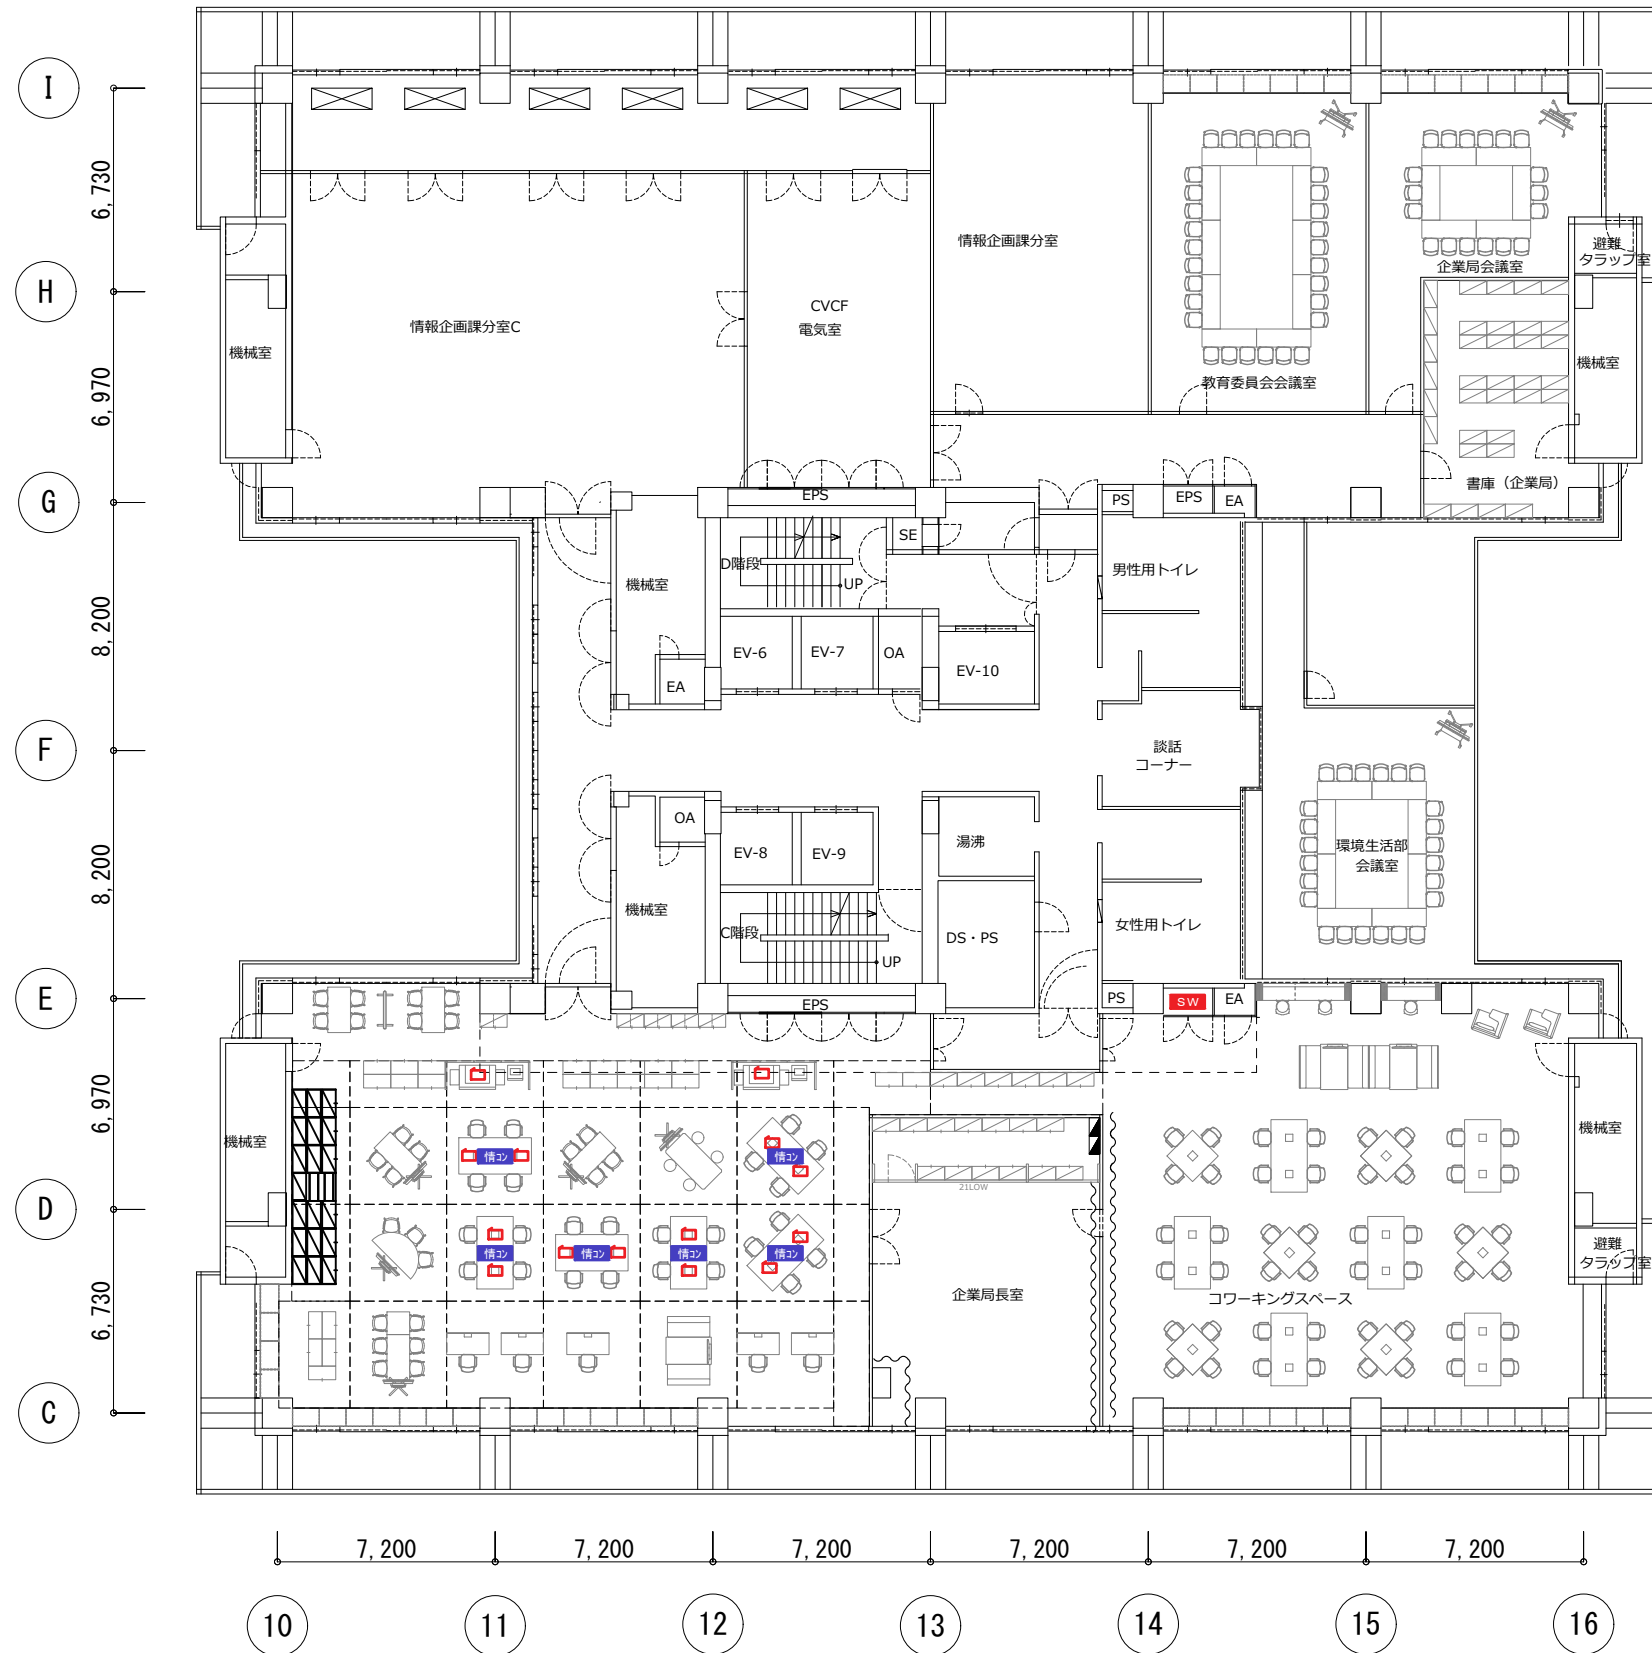 I
6,730
情報企画課分室
避難
タラップ室
企業局会議室
H
CVCF
電気室
情報企画課分室C
機械室
機械室
6,970
教育委員会会議室
書庫（企業局）
G
EPS
PS
EPS
EA
SE
D階段
UP
機械室
男性用トイレ
8,200
EV-6
EV-7
OA
EV-10
EA
F
談話
コーナー
OA
EV-8
EV-9
湯沸
環境生活部
会議室
8,200
機械室
C階段
UP
DS・PS
女性用トイレ
E
EPS
PS
SW
EA
6,970
機械室
機械室
情コン
情コン
21LOW
D
避難
タラップ室
情コン
情コン
情コン
情コン
企業局長室
コワーキングスペース
6,730
C
7,200
7,200
7,200
7,200
7,200
7,200
10
11
12
13
14
15
16